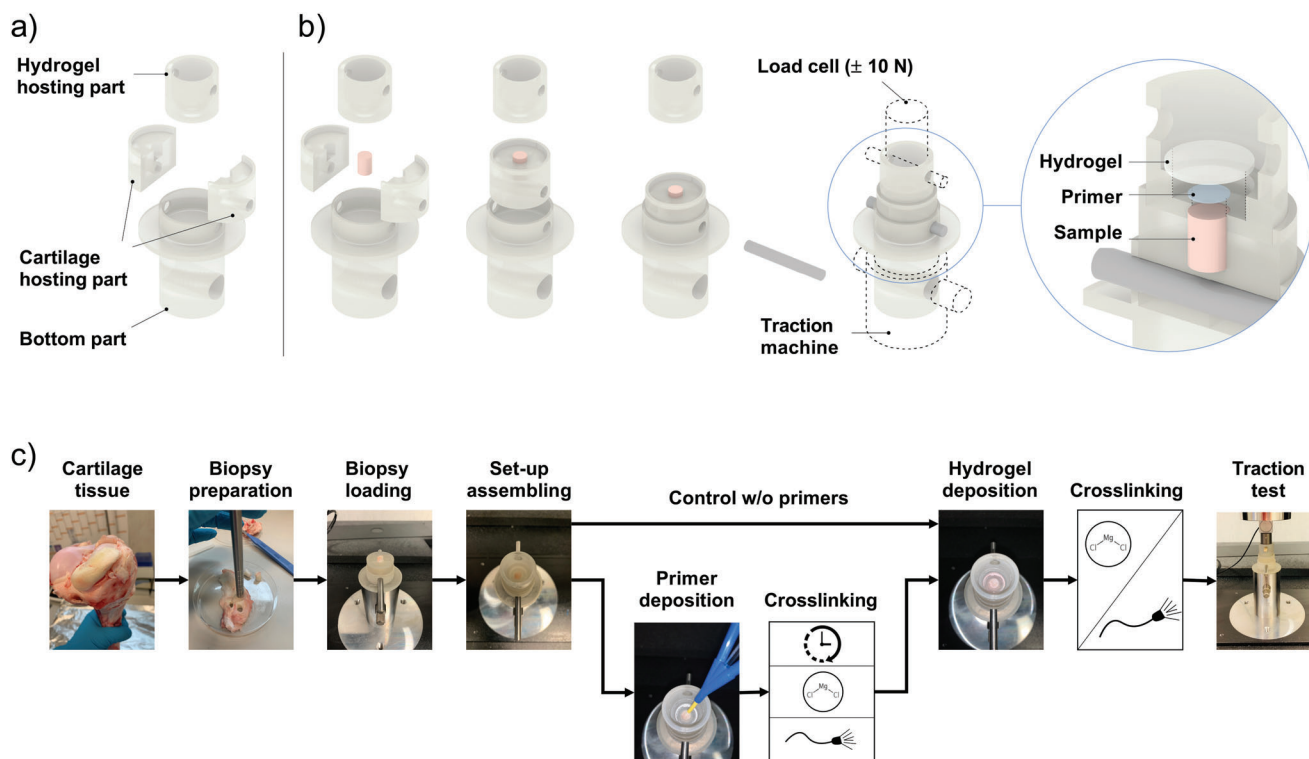 a)
Hydrogel
hosting part
Cartilage
hosting part
Bottom part
b)
Load cell (± 10 N)
Traction
machine
Hydrogel
Primer
Sample
c)
Cartilage
tissue
Biopsy
preparation
Biopsy
loading
Set-up
assembling
Control w/o primers
Primer
deposition
Crosslinking
Cl Mg Cl
Hydrogel
deposition
Crosslinking
Cl Mg Cl
Traction
test